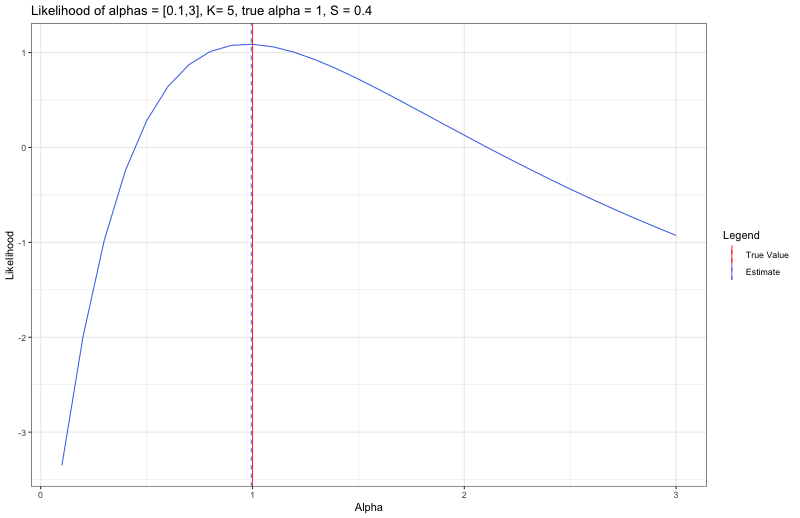 Likelihood of alphas = [0.1,3], K= 5, true alpha = 1, S = 0.4
Likelihood
1
0
-1
-2
-3
0
1
2
3
Alpha
Legend
True Value
Estimate